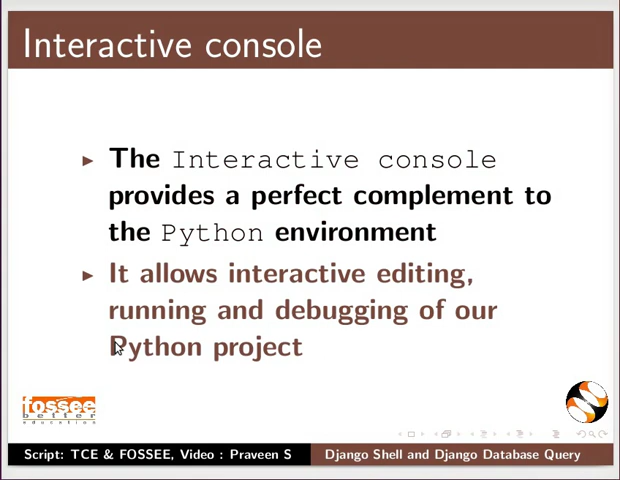 Interactive console
The Interactive console
provides a perfect complement to
the Python environment
It allows interactive editing,
running and debugging of our
Python project
fossee
better
education
Script: TCE & FOSSEE, Video : Praveen S
Django Shell and Django Database Query